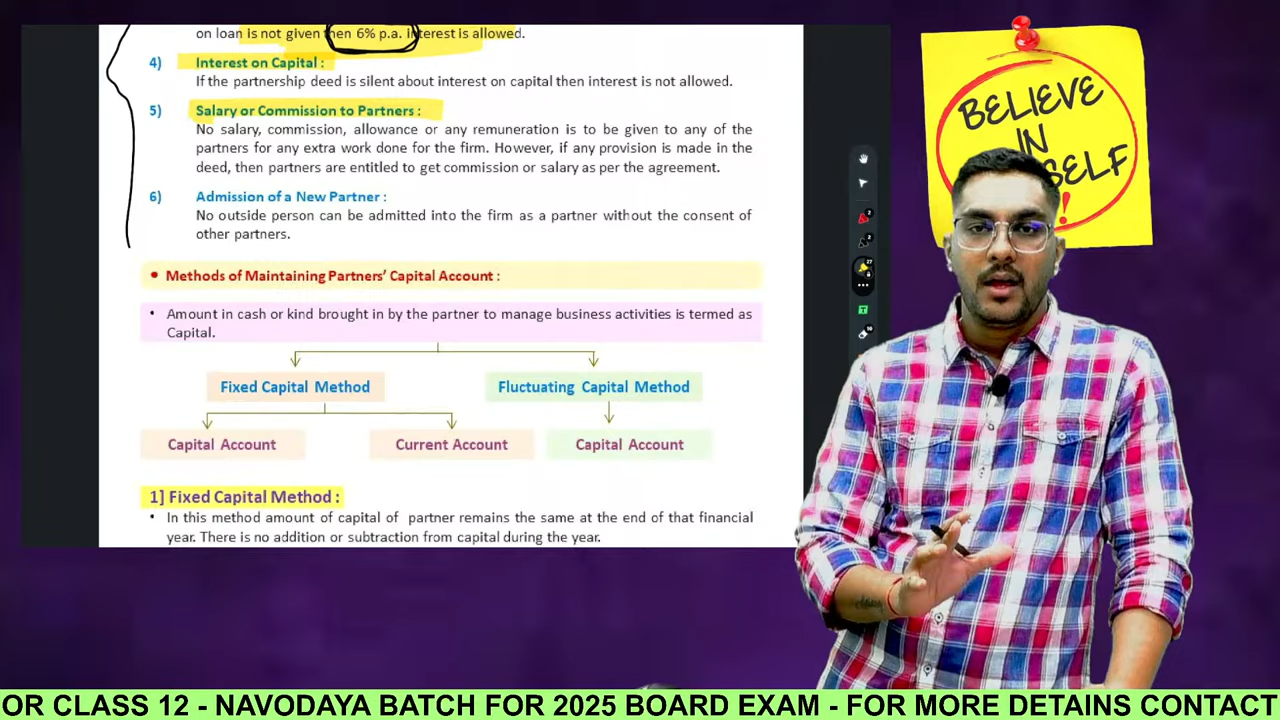 on loan is not given then 6% p.a. interest is allowed.
4) Interest on Capital :
If the partnership deed is silent about interest on capital then interest is not allowed.
5) Salary or Commission to Partners :
No salary, commission, allowance or any remuneration is to be given to any of the
partners for any extra work done for the firm. However, if any provision is made in the
deed, then partners are entitled to get commission or salary as per the agreement.
6) Admission of a New Partner :
No outside person can be admitted into the firm as a partner without the consent of
other partners.
• Methods of Maintaining Partners' Capital Account :
• Amount in cash or kind brought in by the partner to manage business activities is termed as
Capital.
Fixed Capital Method Fluctuating Capital Method
Capital Account Current Account Capital Account
1] Fixed Capital Method :
• In this method amount of capital of partner remains the same at the end of that financial
year. There is no addition or subtraction from capital during the year.
BELIEVE
IN
SELF
!
OR CLASS 12 - NAVODAYA BATCH FOR 2025 BOARD EXAM - FOR MORE DETAINS CONTACT